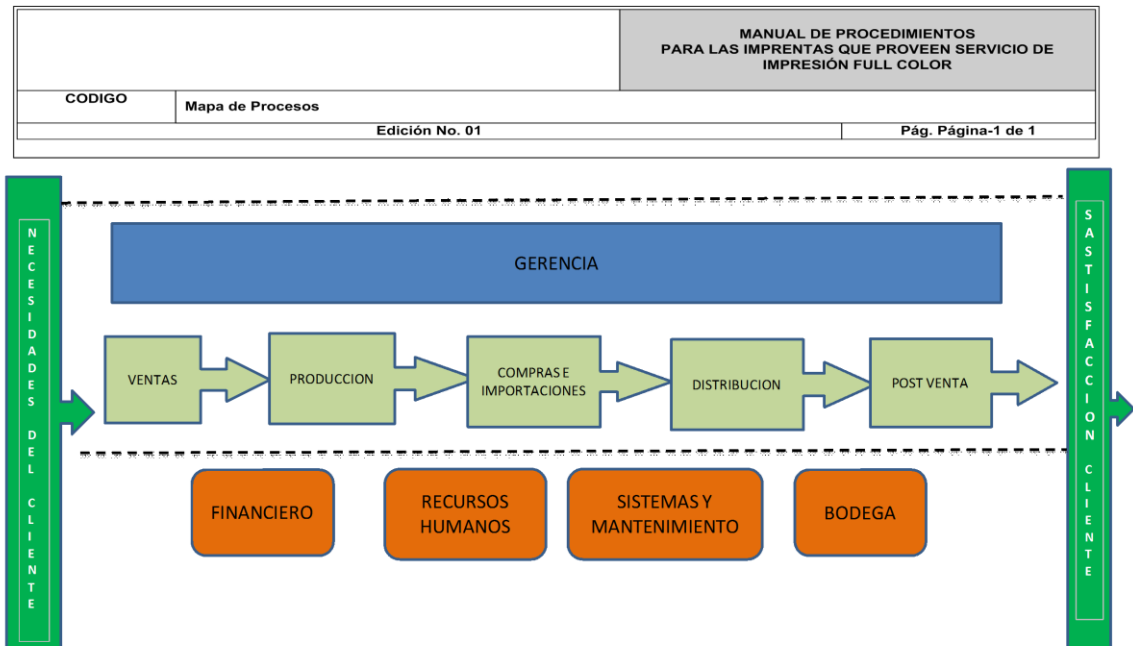 MANUAL DE PROCEDIMIENTOS
PARA LAS IMPRENTAS QUE PROVEEN SERVICIO DE
IMPRESIÓN FULL COLOR
CODIGO
Mapa de Procesos
Edición No. 01
Pág. Página-1 de 1
NECESIDADES DEL CLIENTE
GERENCIA
VENTAS
PRODUCCION
COMPRAS E
IMPORTACIONES
DISTRIBUCION
POST VENTA
FINANCIERO
RECURSOS
HUMANOS
SISTEMAS Y
MANTENIMIENTO
BODEGA
SASTISFACCION CLIENTE